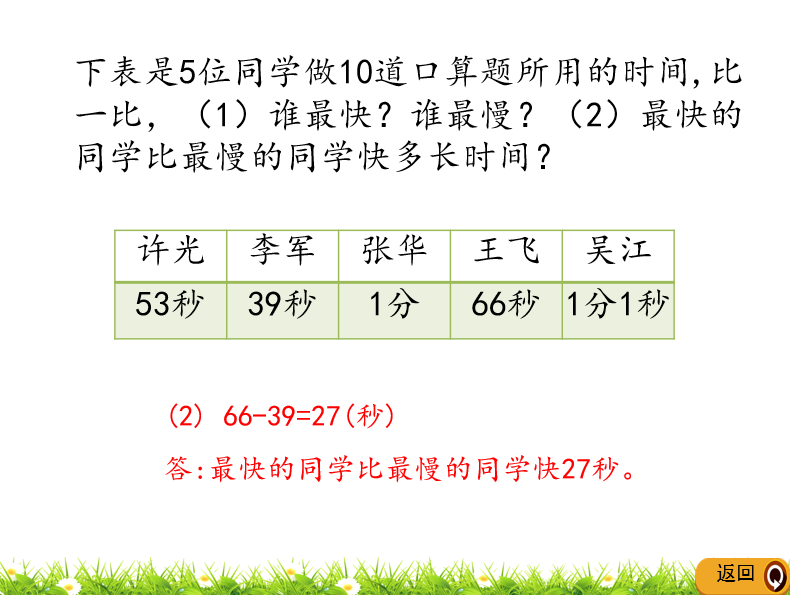 下表是5位同学做10道口算题所用的时间,比
一比，（1）谁最快？谁最慢？（2）最快的
同学比最慢的同学快多长时间？
许光 李军 张华 王飞 吴江
53秒 39秒 1分 66秒 1分1秒
(2) 66-39=27(秒)
答:最快的同学比最慢的同学快27秒。
返回